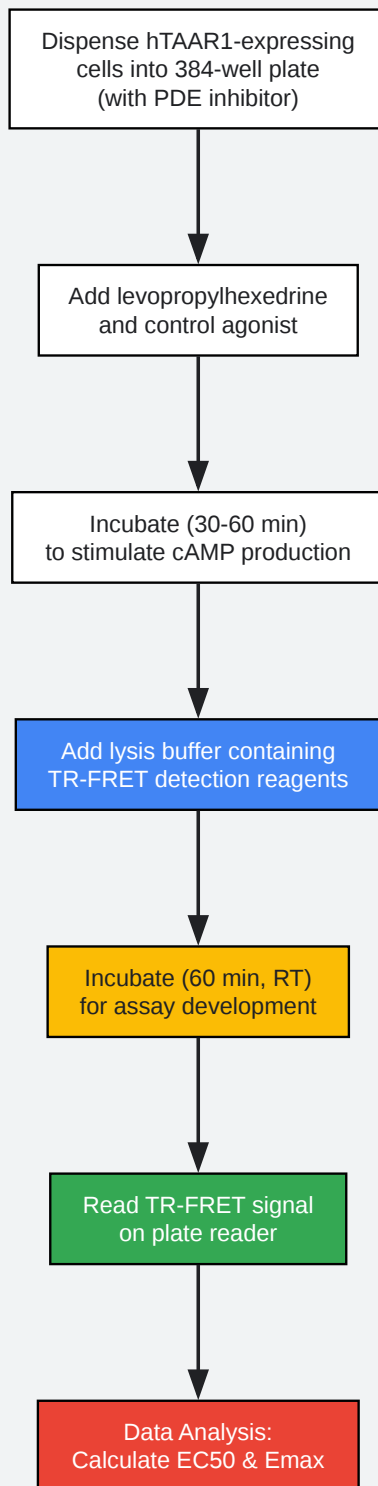 Dispense hTAAR1-expressing
cells into 384-well plate
(with PDE inhibitor)
Add levopropylhexedrine
and control agonist
Incubate (30-60 min)
to stimulate cAMP production
Add lysis buffer containing
TR-FRET detection reagents
Incubate (60 min, RT)
for assay development
Read TR-FRET signal
on plate reader
Data Analysis:
Calculate EC50 & Emax